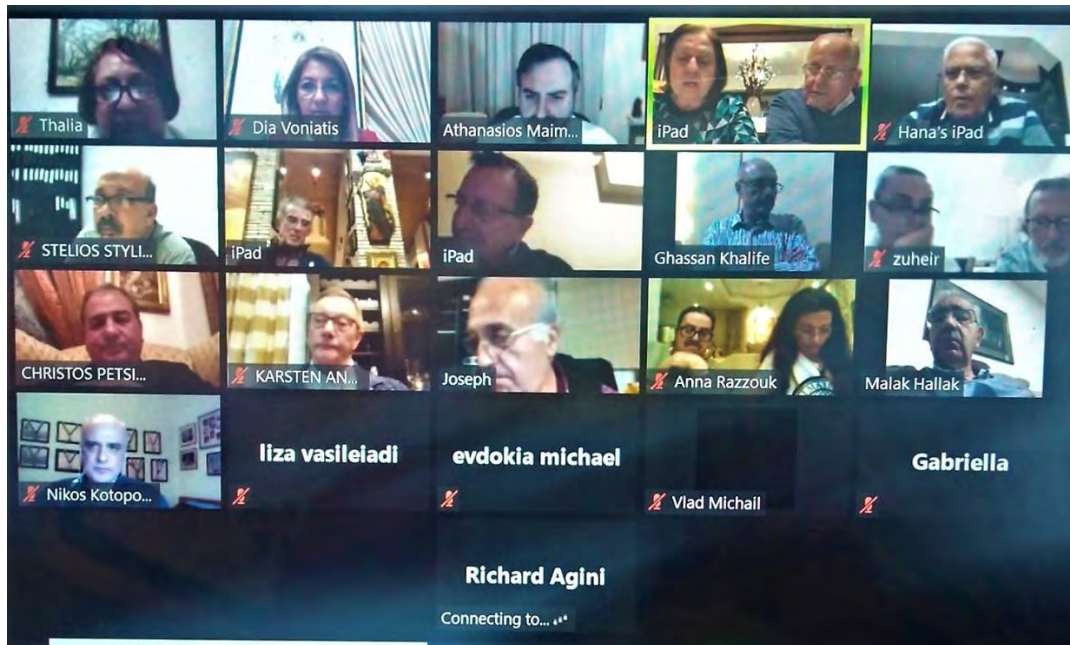 Thalia
Dia Voniatis
Athanasios Maim...
iPad
Hana's iPad
STELIOS STYLI...
iPad
iPad
Ghassan Khalife
zuheir
CHRISTOS PETSI...
KARSTEN AN...
Joseph
Anna Razzouk
Malak Hallak
Nikos Kotopo...
liza vasileiadi
evdokia michael
Vlad Michail
Gabriella
Richard Agini
Connecting to...